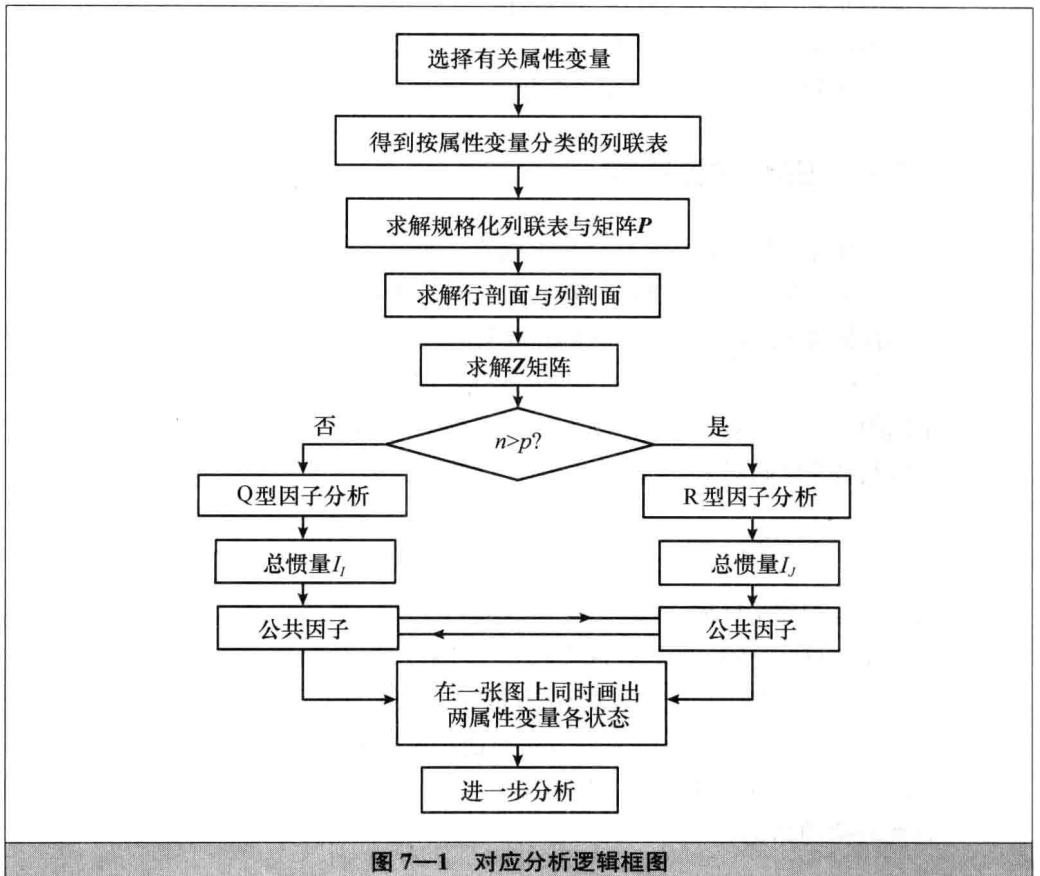 选择有关属性变量
得到按属性变量分类的列联表
求解规格化列联表与矩阵P
求解行剖面与列剖面
求解Z矩阵
n>p?
否
是
Q型因子分析
R型因子分析
总惯量I_I
总惯量I_J
公共因子
公共因子
在一张图上同时画出
两属性变量各状态
进一步分析
图7—1 对应分析逻辑框图